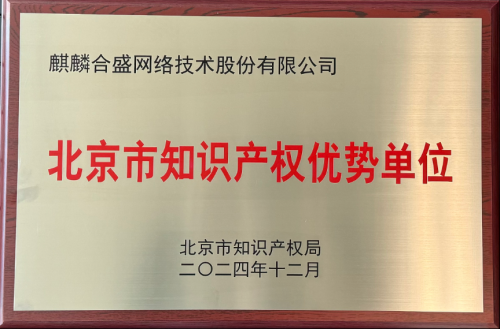 麒麟合盛网络技术股份有限公司
北京市知识产权优势单位
北京市知识产权局
二〇二四年十二月